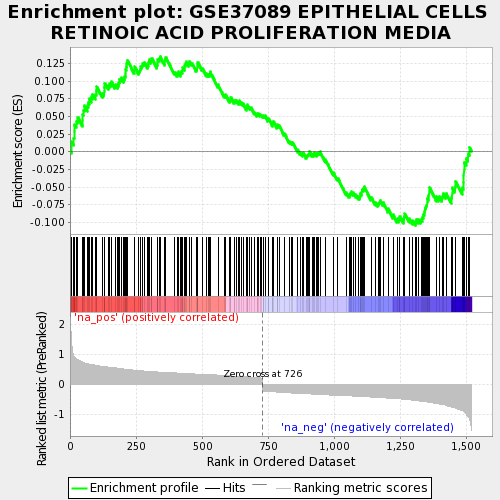 Enrichment plot: GSE37089 EPITHELIAL CELLS
RETINOIC ACID PROLIFERATION MEDIA
Enrichment score (ES)
0.125
0.100
0.075
0.050
0.025
0.000
-0.025
-0.050
-0.075
-0.100
'na_pos' (positively correlated)
Ranked list metric (PreRanked)
2
1
0
-1
Zero cross at 726
'na_neg' (negatively correlated)
0
250
500
750
1,000
1,250
1,500
Rank in Ordered Dataset
Enrichment profile
Hits
Ranking metric scores